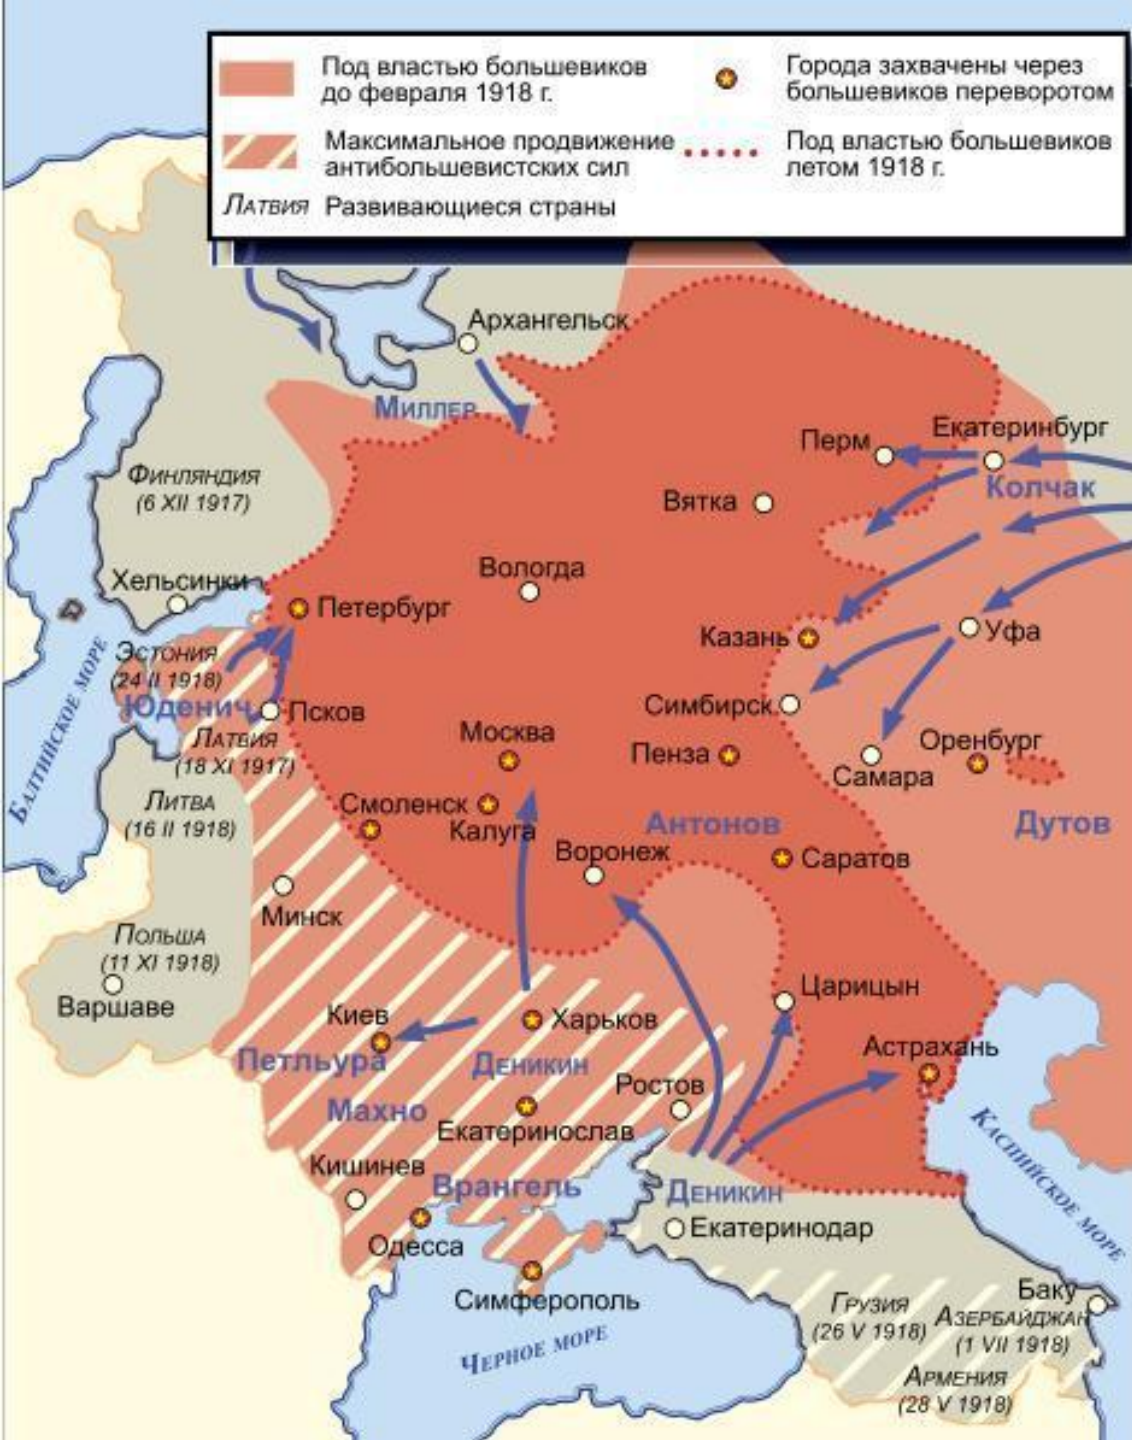 Под властью большевиков
до февраля 1918 г.
Города захвачены через
большевиков переворотом
Максимальное продвижение
антибольшевистских сил
Под властью большевиков
летом 1918 г.
Латвия Развивающиеся страны
Архангельск
Миллер
Екатеринбург
Пермь
Колчак
Финляндия
(6 XII 1917)
Вятка
Вологда
Хельсинки
Петербург
Казань
Уфа
Эстония
(24 II 1918)
Юденич
Псков
Симбирск
Балтийское море
Латвия
(18 XI 1917)
Москва
Пенза
Оренбург
Самара
Литва
(16 II 1918)
Смоленск
Калуга
Антонов
Дутов
Воронеж
Саратов
Минск
Польша
(11 XI 1918)
Варшаве
Царицын
Киев
Харьков
Астрахань
Петльура
Деникин
Ростов
Махно
Екатеринослав
Каспийское море
Кишинев
Врангель
Деникин
Екатеринодар
Одесса
Симферополь
Черное море
Баку
Грузия
(26 V 1918)
Азербайджан
(1 VII 1918)
Армения
(28 V 1918)